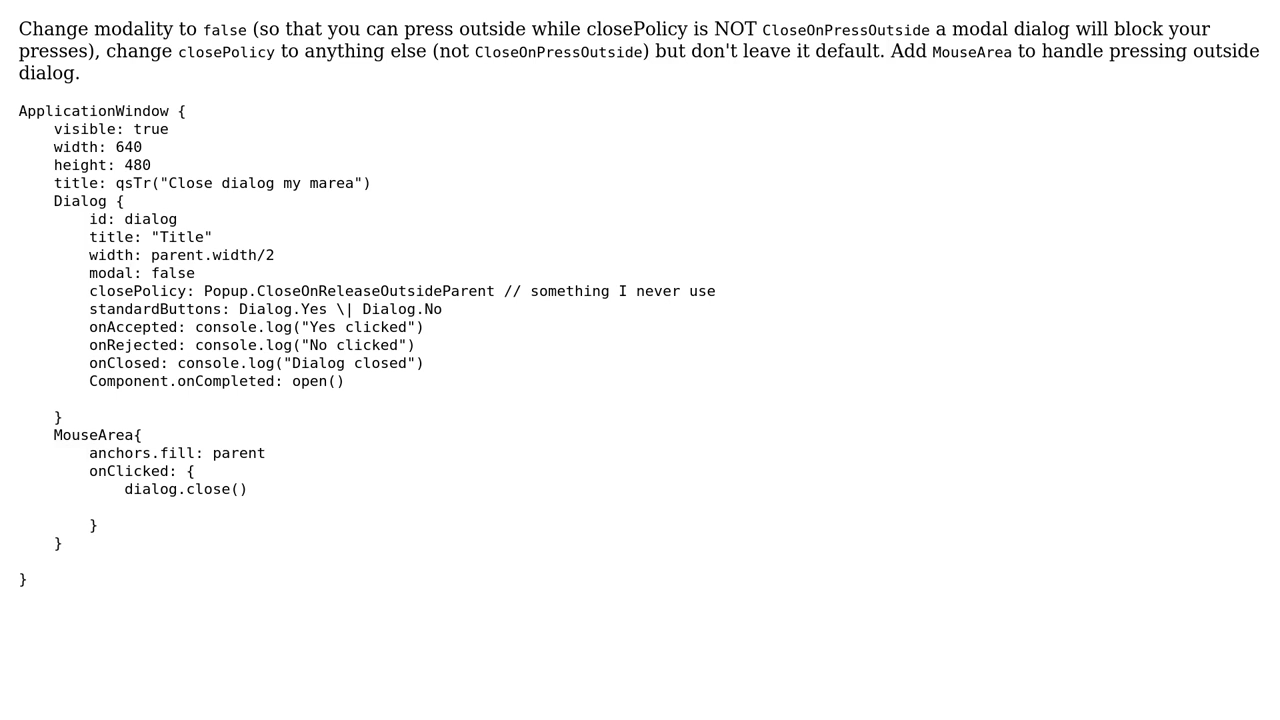 Change modality to false (so that you can press outside while closePolicy is NOT CloseOnPressOutside a modal dialog will block your
presses), change closePolicy to anything else (not CloseOnPressOutside) but don't leave it default. Add MouseArea to handle pressing outside
dialog.
ApplicationWindow {
    visible: true
    width: 640
    height: 480
    title: qsTr("Close dialog my marea")
    Dialog {
        id: dialog
        title: "Title"
        width: parent.width/2
        modal: false
        closePolicy: Popup.CloseOnReleaseOutsideParent // something I never use
        standardButtons: Dialog.Yes \| Dialog.No
        onAccepted: console.log("Yes clicked")
        onRejected: console.log("No clicked")
        onClosed: console.log("Dialog closed")
        Component.onCompleted: open()
    }
    MouseArea{
        anchors.fill: parent
        onClicked: {
            dialog.close()
        }
    }
}